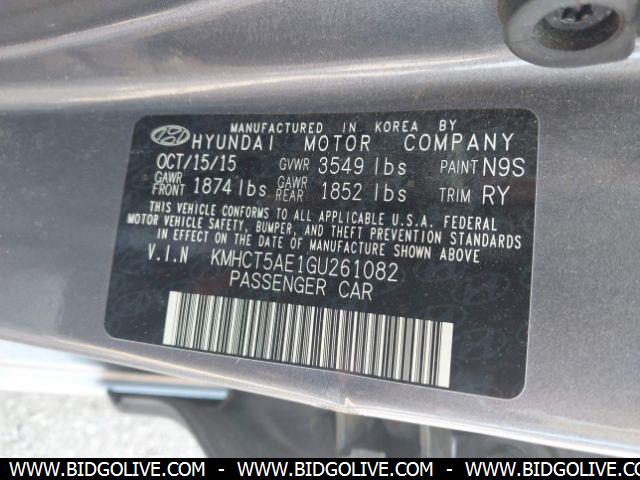 MANUFACTURED IN KOREA BY
HYUNDAI MOTOR COMPANY
OCT/15/15 GVWR 3549 lbs PAINT N9S
GAWR FRONT 1874 lbs GAWR REAR 1852 lbs TRIM RY
THIS VEHICLE CONFORMS TO ALL APPLICABLE U.S.A. FEDERAL
MOTOR VEHICLE SAFETY, BUMPER, AND THEFT PREVENTION STANDARDS
IN EFFECT ON THE DATE OF MANUFACTURE SHOWN ABOVE
V.I.N KMHCT5AE1GU261082
PASSENGER CAR
WWW.BIDGOLIVE.COM - WWW.BIDGOLIVE.COM - WWW.BIDGOLIVE.COM